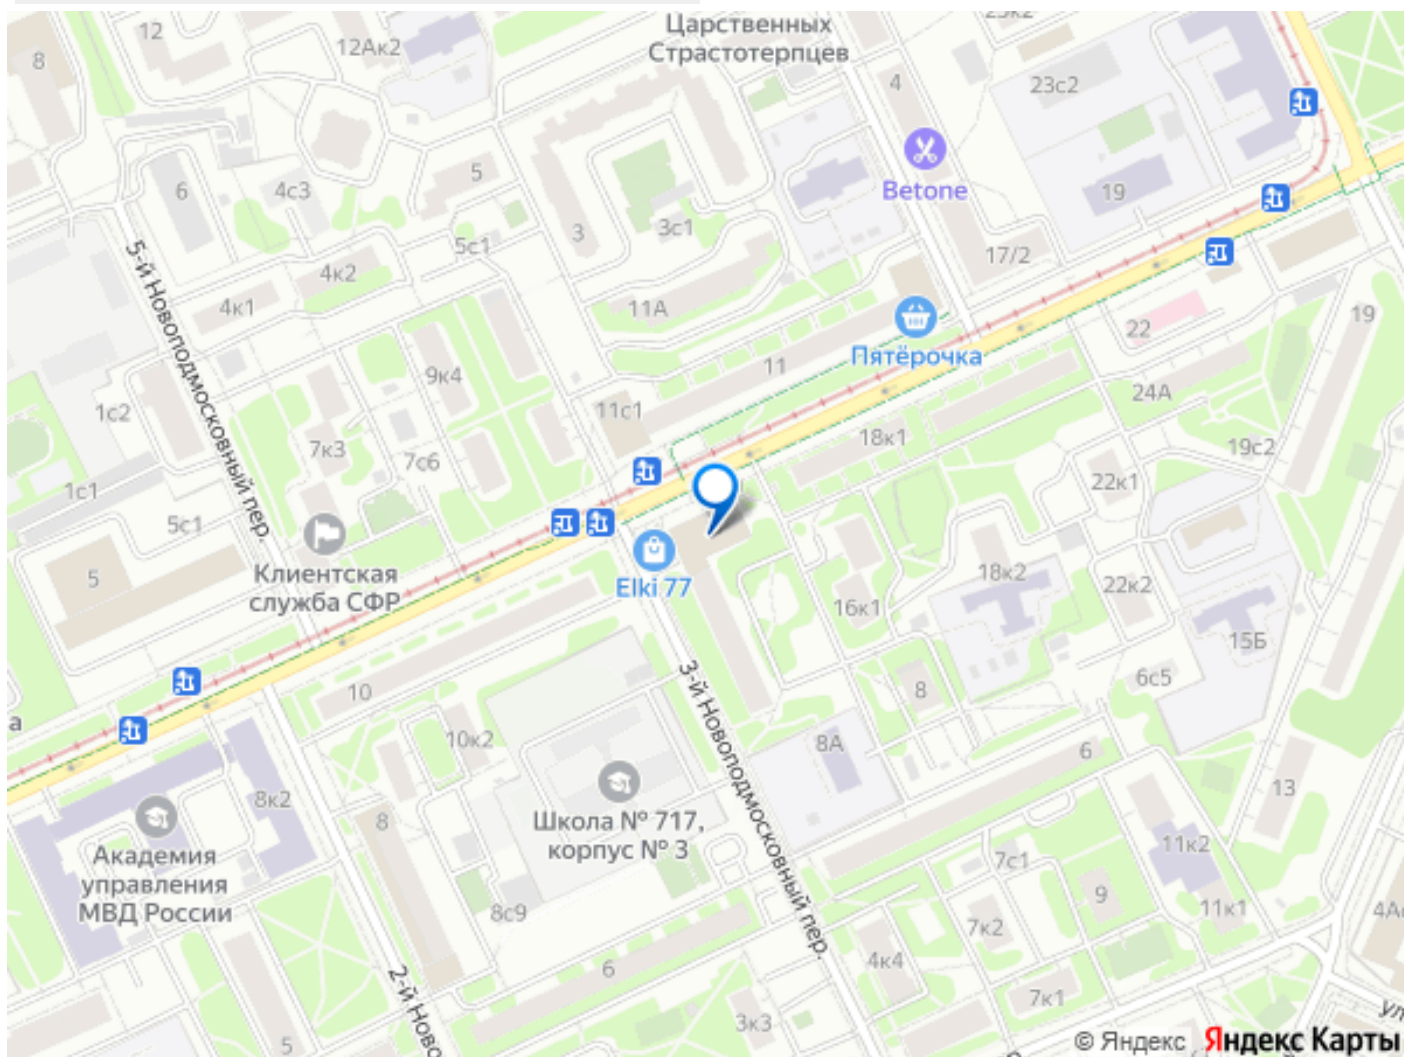 Царственных
Страстотерпцев
23к2
12
12Ак2
8
4
23с2
Betone
5
6
4с3
19
3
3с1
5с1
17/2
4к2
4к1
11А
19
22
Пятёрочка
5-й Новоподмосковный пер.
11
9к4
24А
1с2
11с1
18к1
7к3
7с6
19с2
1с1
22к1
5с1
Клиентская
служба СФР
5
Elki 77
18к2
22к2
16к1
15Б
3-й Новоподмосковный пер.
6с5
10
8
а
10к2
8А
6
8к2
8
13
Школа № 717,
корпус № 3
Академия
управления
МВД России
11к2
7с1
9
8с9
7к2
11к1
4к4
6
2-й Ново
7к1
3к3
5
© Яндекс Яндекс Карты